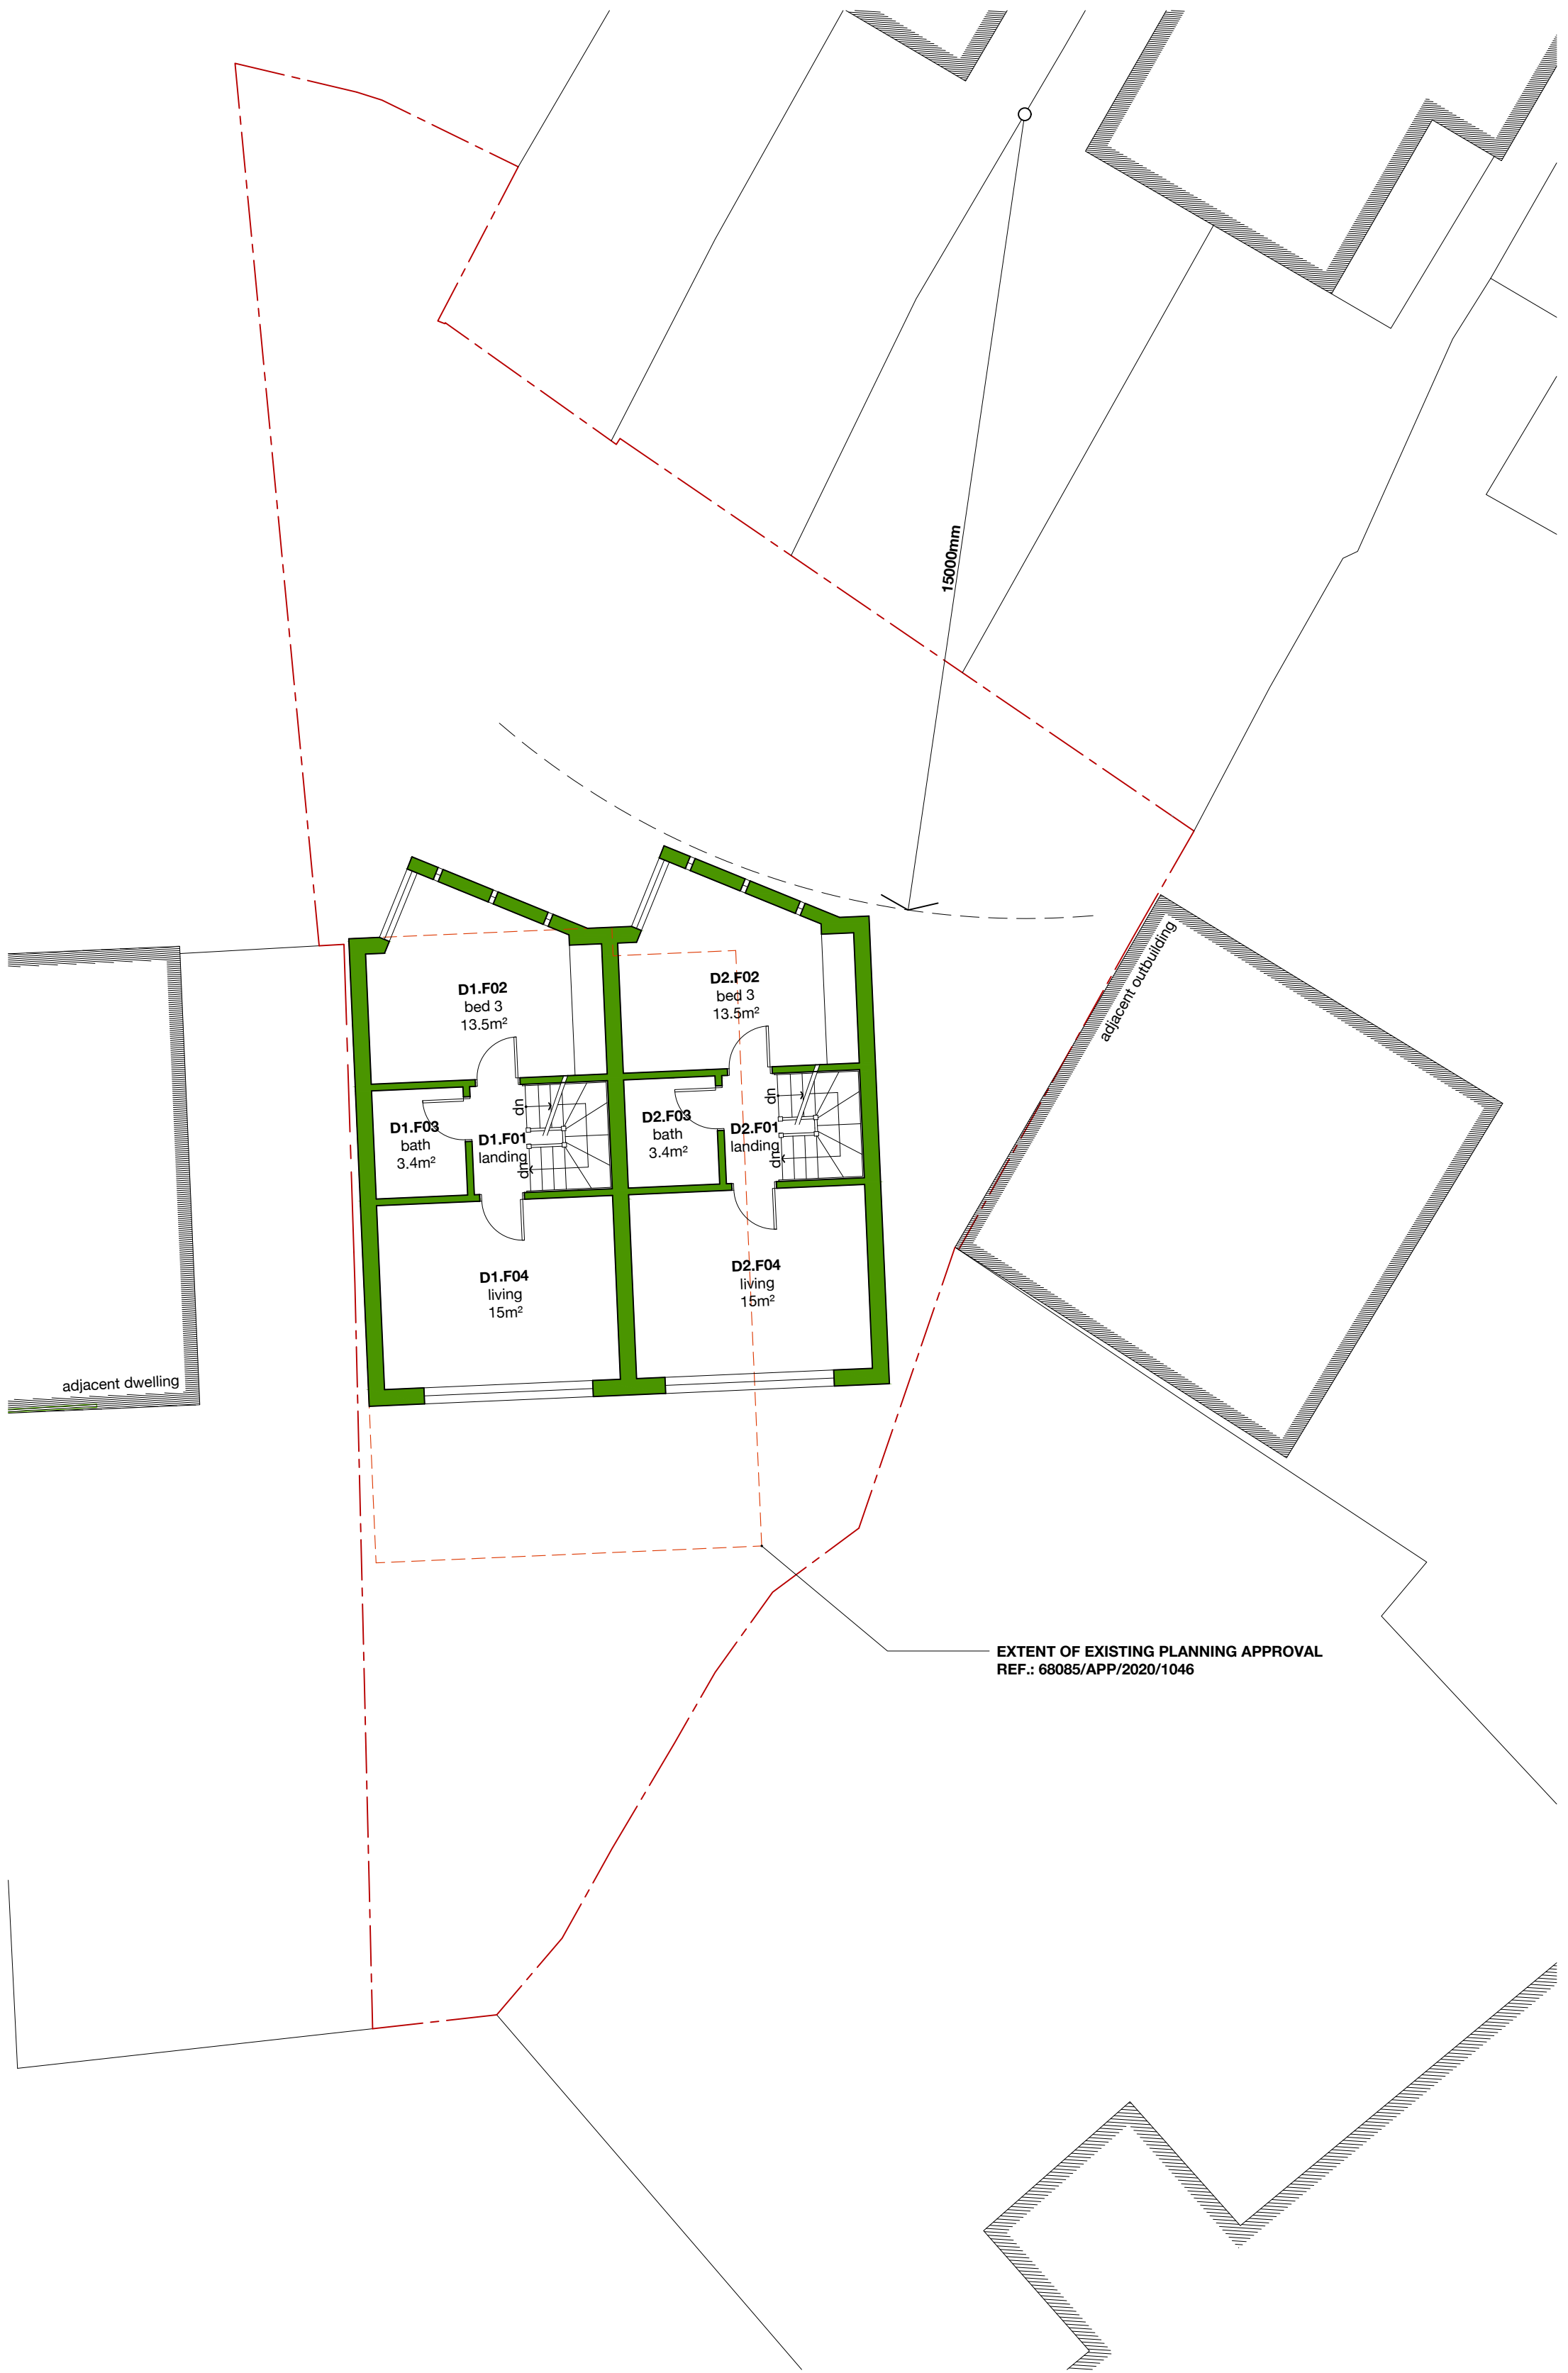 15000mm
adjacent outbuilding
D1.F02
bed 3
13.5m²
D2.F02
bed 3
13.5m²
dn
up
D1.F03
bath
3.4m²
D1.F01
landing
dn
up
D2.F03
bath
3.4m²
D2.F01
landing
D1.F04
living
15m²
D2.F04
living
15m²
adjacent dwelling
EXTENT OF EXISTING PLANNING APPROVAL
REF.: 68085/APP/2020/1046